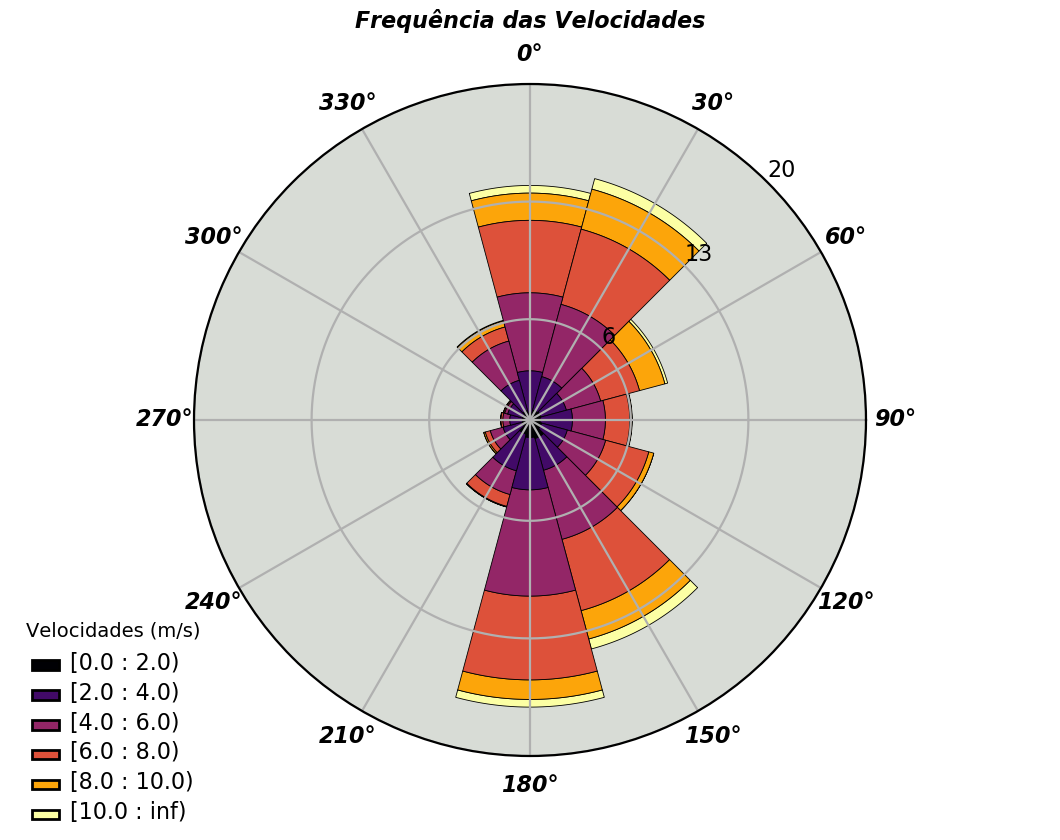 Frequência das Velocidades
0°
330°
30°
20
300°
60°
13
6
270°
90°
240°
120°
210°
150°
180°
Velocidades (m/s)
[0.0 : 2.0)
[2.0 : 4.0)
[4.0 : 6.0)
[6.0 : 8.0)
[8.0 : 10.0)
[10.0 : inf)